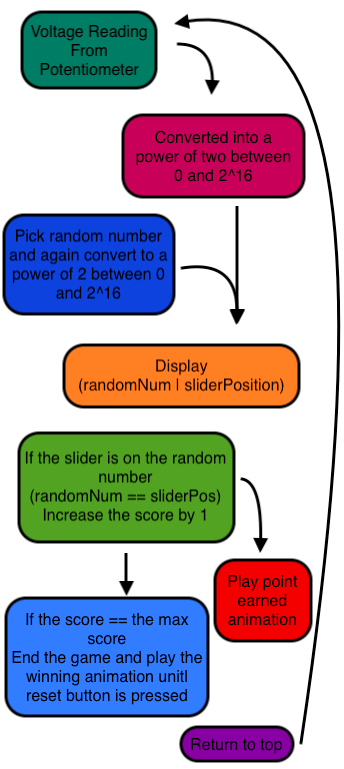 Voltage Reading
From
Potentiometer
Converted into a
power of two between
0 and 2^16
Pick random number
and again convert to a
power of 2 between 0
and 2^16
Display
(randomNum | sliderPosition)
If the slider is on the random
number
(randomNum == sliderPos)
Increase the score by 1
Play point
earned
animation
If the score == the max
score
End the game and play the
winning animation unitl
reset button is pressed
Return to top